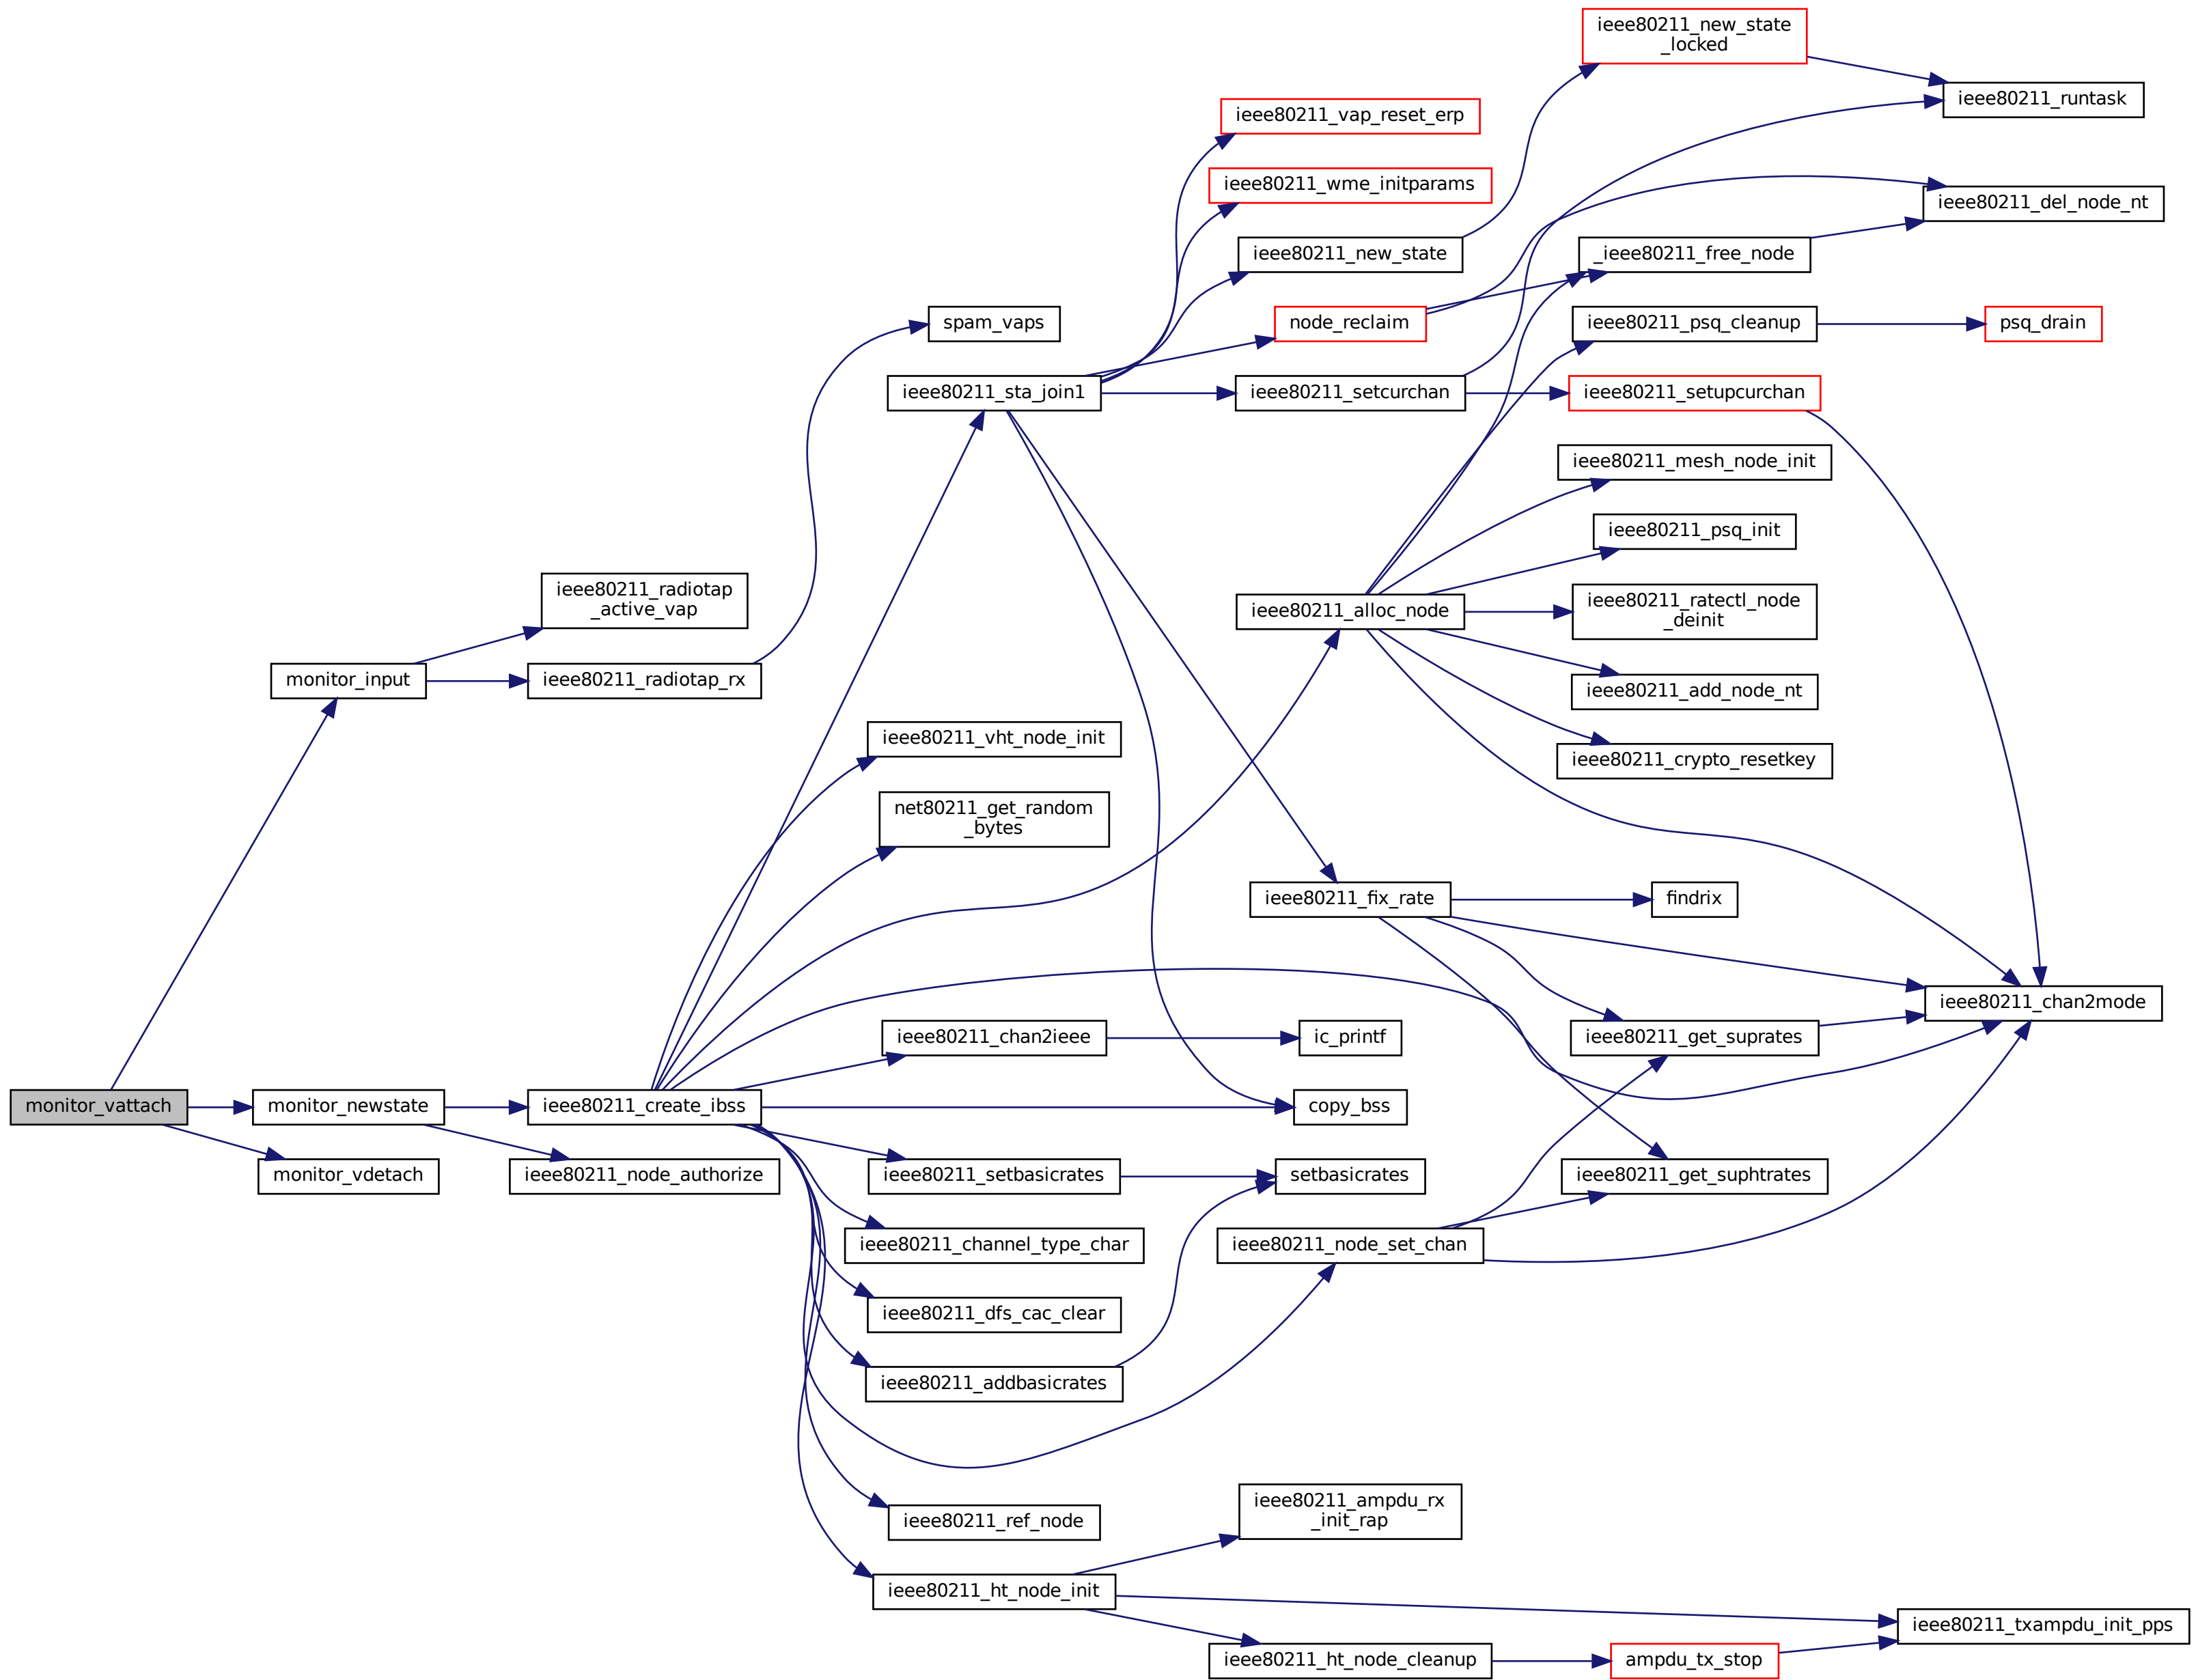 ieee80211_new_state
_locked
ieee80211_runtask
ieee80211_vap_reset_erp
ieee80211_wme_initparams
ieee80211_del_node_nt
ieee80211_new_state
_ieee80211_free_node
spam_vaps
node_reclaim
ieee80211_psq_cleanup
psq_drain
ieee80211_sta_join1
ieee80211_setcurchan
ieee80211_setupcurchan
ieee80211_mesh_node_init
ieee80211_psq_init
ieee80211_radiotap
_active_vap
ieee80211_alloc_node
ieee80211_ratectl_node
_deinit
monitor_input
ieee80211_radiotap_rx
ieee80211_add_node_nt
ieee80211_vht_node_init
ieee80211_crypto_resetkey
net80211_get_random
_bytes
ieee80211_fix_rate
findrix
ieee80211_chan2mode
ieee80211_chan2ieee
ic_printf
ieee80211_get_suprates
monitor_vattach
monitor_newstate
ieee80211_create_ibss
copy_bss
monitor_vdetach
ieee80211_node_authorize
ieee80211_setbasicrates
setbasicrates
ieee80211_get_suphtrates
ieee80211_channel_type_char
ieee80211_node_set_chan
ieee80211_dfs_cac_clear
ieee80211_addbasicrates
ieee80211_ref_node
ieee80211_ampdu_rx
_init_rap
ieee80211_ht_node_init
ieee80211_txampdu_init_pps
ieee80211_ht_node_cleanup
ampdu_tx_stop